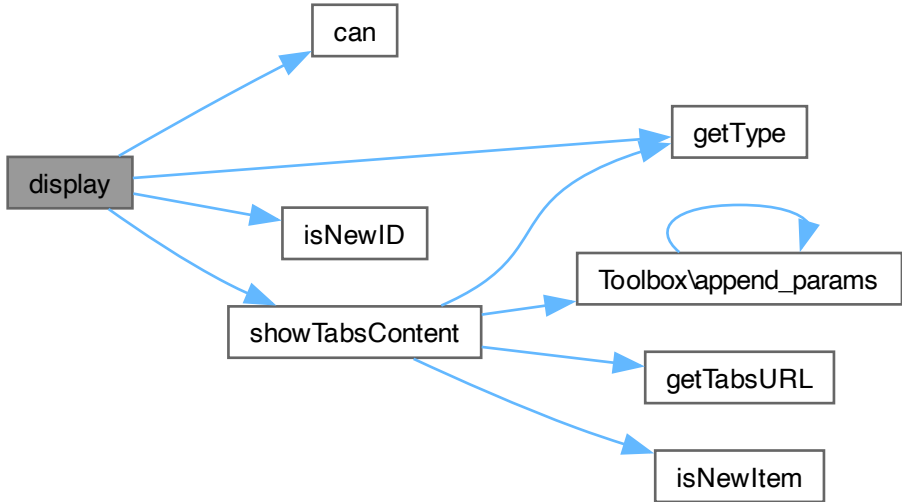 can
getType
display
isNewID
Toolbox\append_params
showTabsContent
getTabsURL
isNewItem